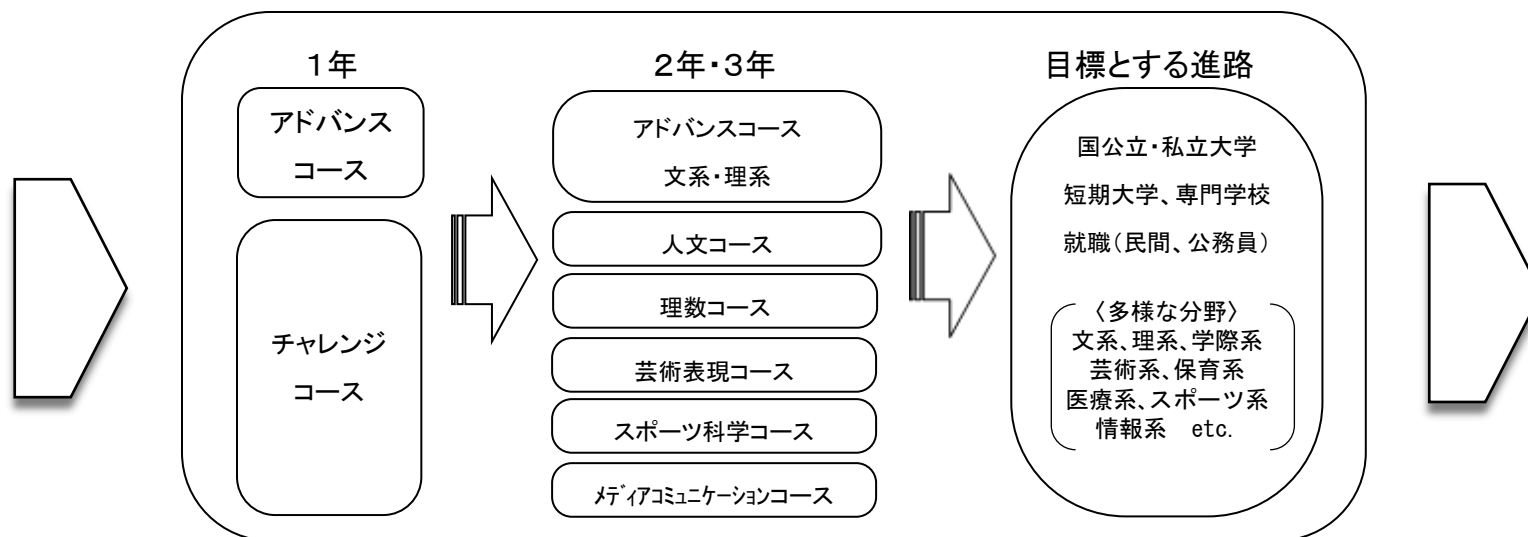 1年
アドバンス
コース
チャレンジ
コース
2年・3年
アドバンスコース
文系・理系
人文コース
理数コース
芸術表現コース
スポーツ科学コース
ﾒﾃﾞｨｱｺﾐｭﾆｹｰｼｮﾝコース
目標とする進路
国公立・私立大学
短期大学、専門学校
就職(民間、公務員)
〈多様な分野〉
文系、理系、学際系
芸術系、保育系
医療系、スポーツ系
情報系　etc.